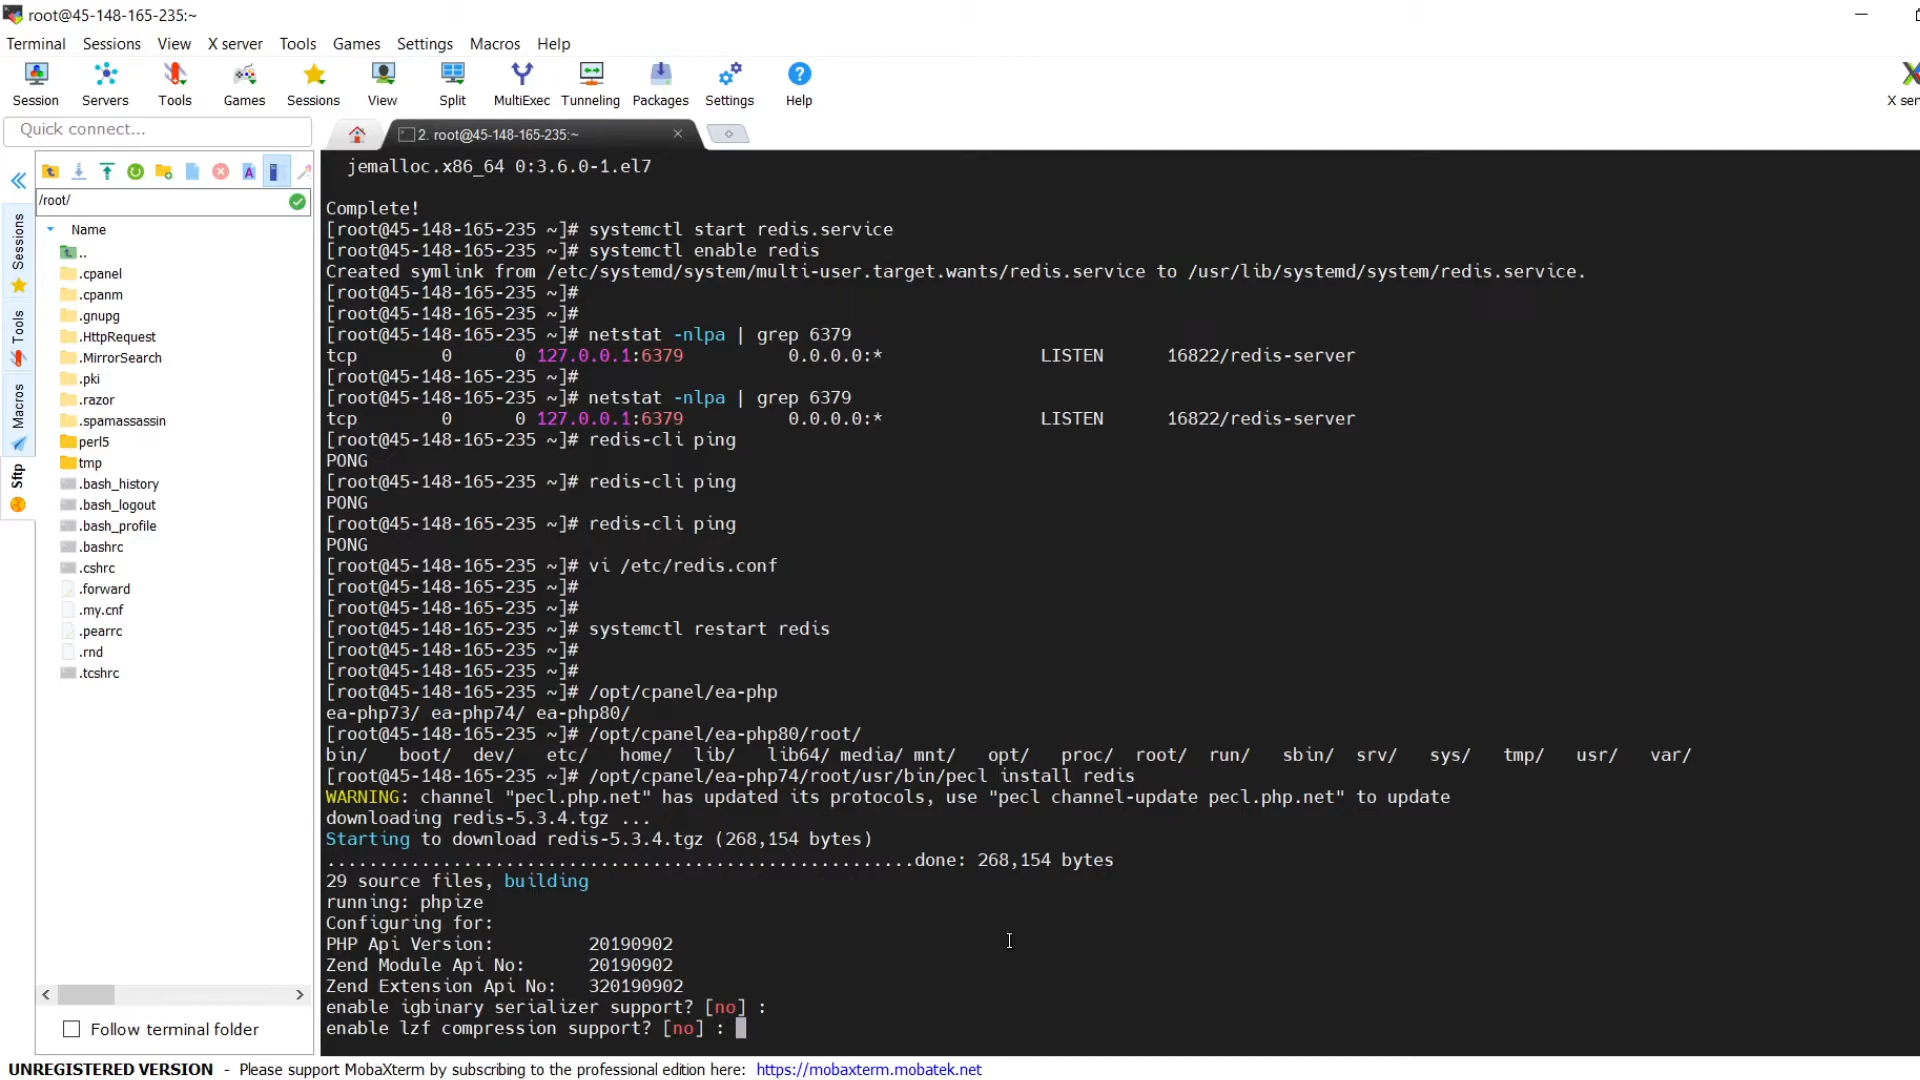 root@45-148-165-235:~
Terminal Sessions View X server Tools Games Settings Macros Help
Session Servers Tools Games Sessions View Split MultiExec Tunneling Packages Settings Help
Quick connect...
2. root@45-148-165-235:~
/root/
Name
..
.cpanel
.cpanm
.gnupg
.HttpRequest
.MirrorSearch
.pki
.razor
.spamassassin
perl5
tmp
.bash_history
.bash_logout
.bash_profile
.bashrc
.cshrc
.forward
.my.cnf
.pearrc
.rnd
.tcshrc
Follow terminal folder
Sessions
Tools
Macros
Sftp
jemalloc.x86_64 0:3.6.0-1.el7
Complete!
[root@45-148-165-235 ~]# systemctl start redis.service
[root@45-148-165-235 ~]# systemctl enable redis
Created symlink from /etc/systemd/system/multi-user.target.wants/redis.service to /usr/lib/systemd/system/redis.service.
[root@45-148-165-235 ~]#
[root@45-148-165-235 ~]#
[root@45-148-165-235 ~]# netstat -nlpa | grep 6379
tcp 0 0 127.0.0.1:6379 0.0.0.0:* LISTEN 16822/redis-server
[root@45-148-165-235 ~]#
[root@45-148-165-235 ~]# netstat -nlpa | grep 6379
tcp 0 0 127.0.0.1:6379 0.0.0.0:* LISTEN 16822/redis-server
[root@45-148-165-235 ~]# redis-cli ping
PONG
[root@45-148-165-235 ~]# redis-cli ping
PONG
[root@45-148-165-235 ~]# redis-cli ping
PONG
[root@45-148-165-235 ~]# vi /etc/redis.conf
[root@45-148-165-235 ~]#
[root@45-148-165-235 ~]#
[root@45-148-165-235 ~]# systemctl restart redis
[root@45-148-165-235 ~]#
[root@45-148-165-235 ~]#
[root@45-148-165-235 ~]# /opt/cpanel/ea-php
ea-php73/ ea-php74/ ea-php80/
[root@45-148-165-235 ~]# /opt/cpanel/ea-php80/root/
bin/ boot/ dev/ etc/ home/ lib/ lib64/ media/ mnt/ opt/ proc/ root/ run/ sbin/ srv/ sys/ tmp/ usr/ var/
[root@45-148-165-235 ~]# /opt/cpanel/ea-php74/root/usr/bin/pecl install redis
WARNING: channel "pecl.php.net" has updated its protocols, use "pecl channel-update pecl.php.net" to update
downloading redis-5.3.4.tgz ...
Starting to download redis-5.3.4.tgz (268,154 bytes)
........................................................done: 268,154 bytes
29 source files, building
running: phpize
Configuring for:
PHP Api Version: 20190902
Zend Module Api No: 20190902
Zend Extension Api No: 320190902
enable igbinary serializer support? [no] :
enable lzf compression support? [no] :
UNREGISTERED VERSION - Please support MobaXterm by subscribing to the professional edition here: https://mobaxterm.mobatek.net